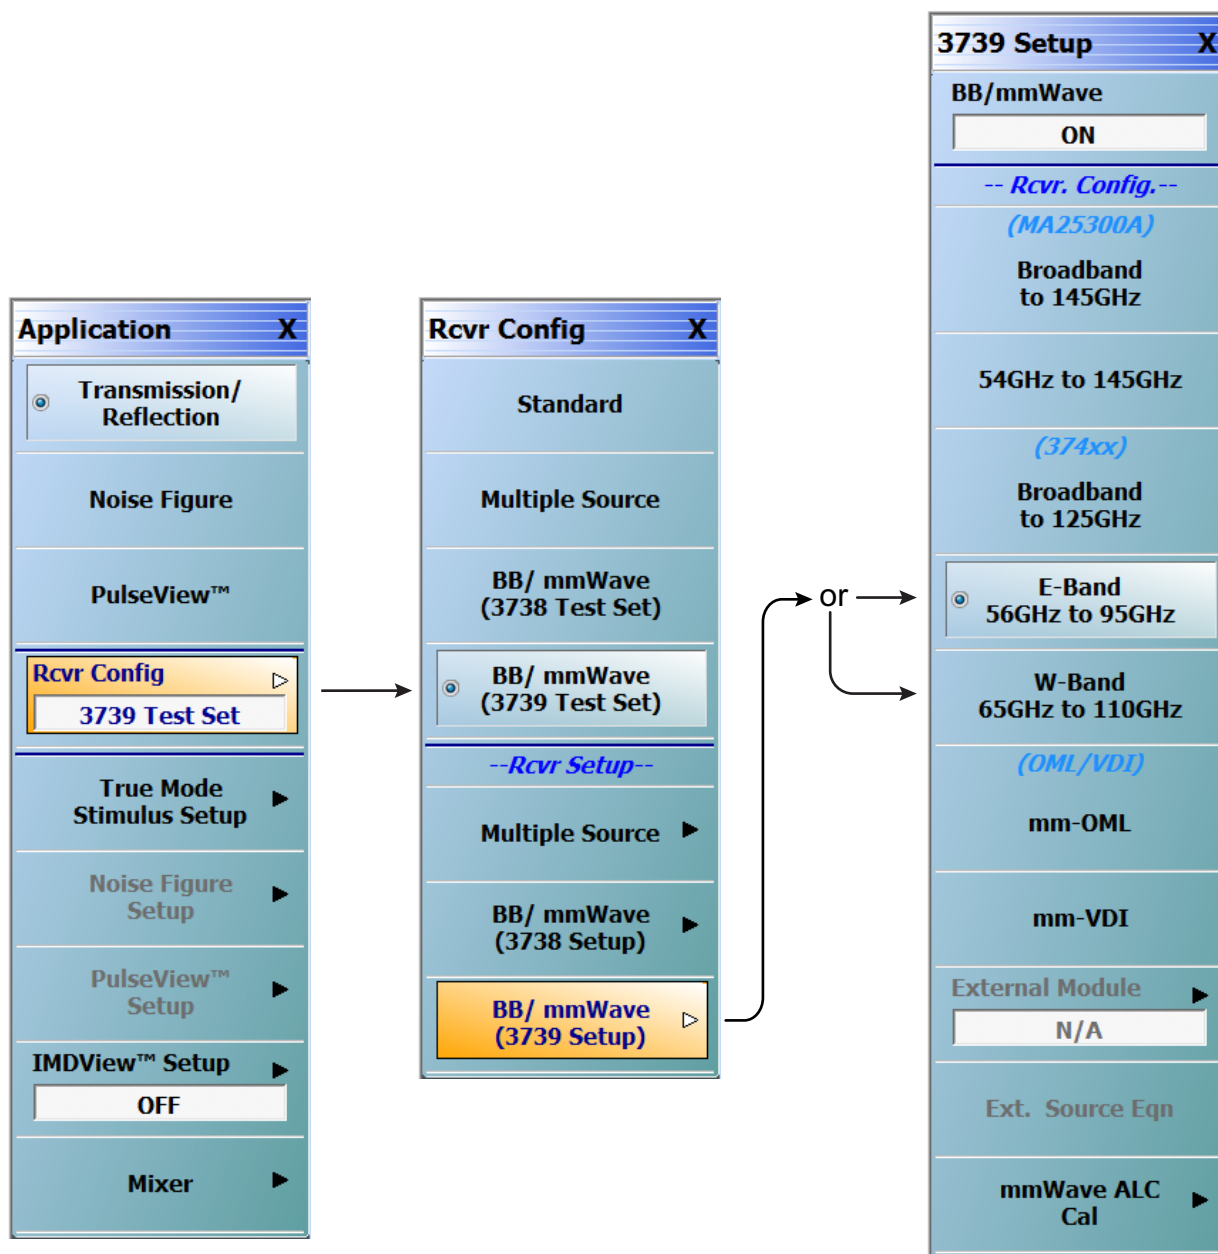 Application X
Transmission/
Reflection
Noise Figure
PulseView™
Rcvr Config
3739 Test Set
True Mode
Stimulus Setup
Noise Figure
Setup
PulseView™
Setup
IMDView™ Setup
OFF
Mixer
Rcvr Config X
Standard
Multiple Source
BB/ mmWave
(3738 Test Set)
BB/ mmWave
(3739 Test Set)
--Rcvr Setup--
Multiple Source
BB/ mmWave
(3738 Setup)
BB/ mmWave
(3739 Setup)
or
3739 Setup X
BB/mmWave
ON
-- Rcvr. Config.--
(MA25300A)
Broadband
to 145GHz
54GHz to 145GHz
(374xx)
Broadband
to 125GHz
E-Band
56GHz to 95GHz
W-Band
65GHz to 110GHz
(OML/VDI)
mm-OML
mm-VDI
External Module
N/A
Ext. Source Eqn
mmWave ALC
Cal